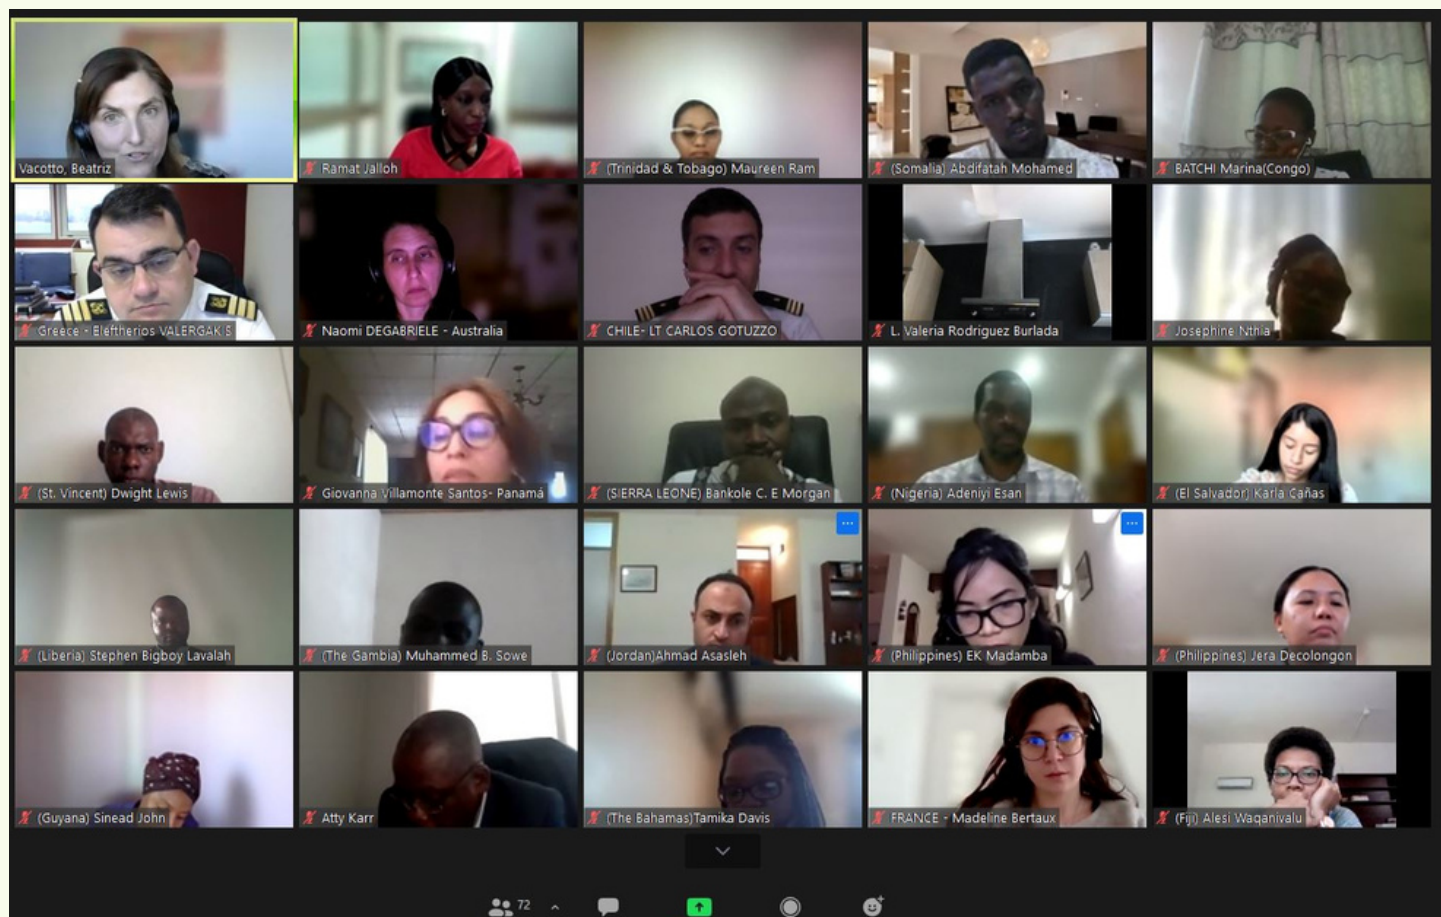 Vacotto, Beatriz
Ramat Jalloh
(Trinidad & Tobago) Maureen Ram
(Somalia) Abdifatah Mohamed
BATCHI Marina(Congo)
Greece - Eleftherios VALERGAKIS
Naomi DEGABRIELE - Australia
CHILE- LT CARLOS GOTUZZO
L. Valeria Rodriguez Burlada
Josephine Nthia
(St. Vincent) Dwight Lewis
Giovanna Villamonte Santos- Panamá
(SIERRA LEONE) Bankole C. E Morgan
(Nigeria) Adeniyi Esan
(El Salvador) Karla Cañas
(Liberia) Stephen Bigboy Lavalah
(The Gambia) Muhammed B. Sowe
(Jordan)Ahmad Asasleh
(Philippines) EK Madamba
(Philippines) Jera Decolongon
(Guyana) Sinead John
Atty Karr
(The Bahamas)Tamika Davis
FRANCE - Madeline Bertaux
(Fiji) Alesi Waqanivalu
72